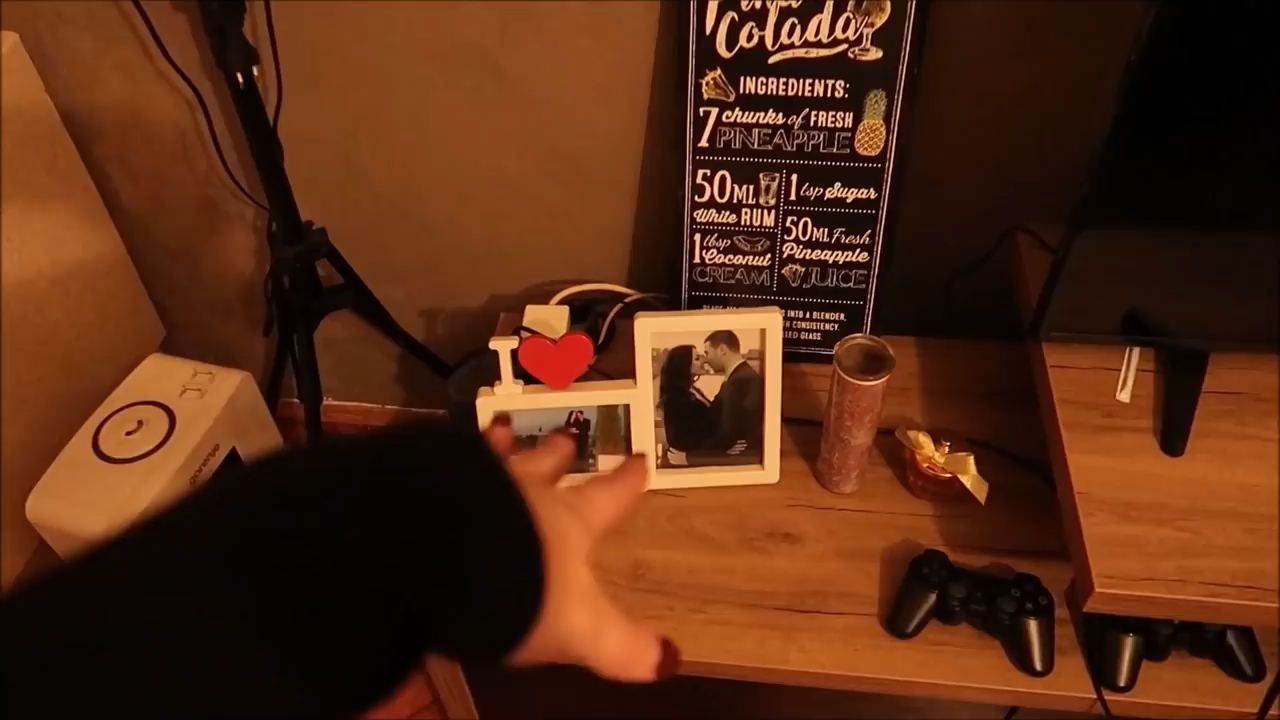 Colada
INGREDIENTS:
7 chunks of FRESH
PINEAPPLE
50ML
White RUM
1 tsp Sugar
1 tbsp
Coconut
CREAM
50ML Fresh
Pineapple
JUICE
INTO A BLENDER,
CONSISTENCY.
GLASS.
I